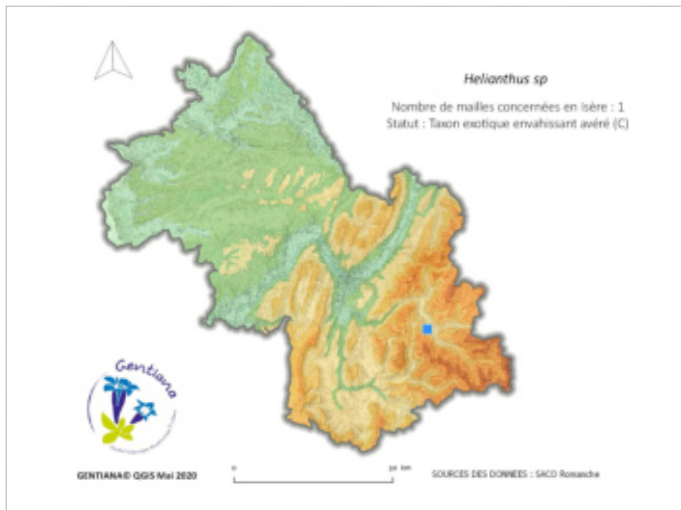 Helianthus sp
Nombre de mailles concernées en Isère : 1
Statut : Taxon exotique envahissant avéré (C)
Gentiana
GENTIANA© QGIS Mai 2020
0
50 km
SOURCES DES DONNEES : SACO Romanche